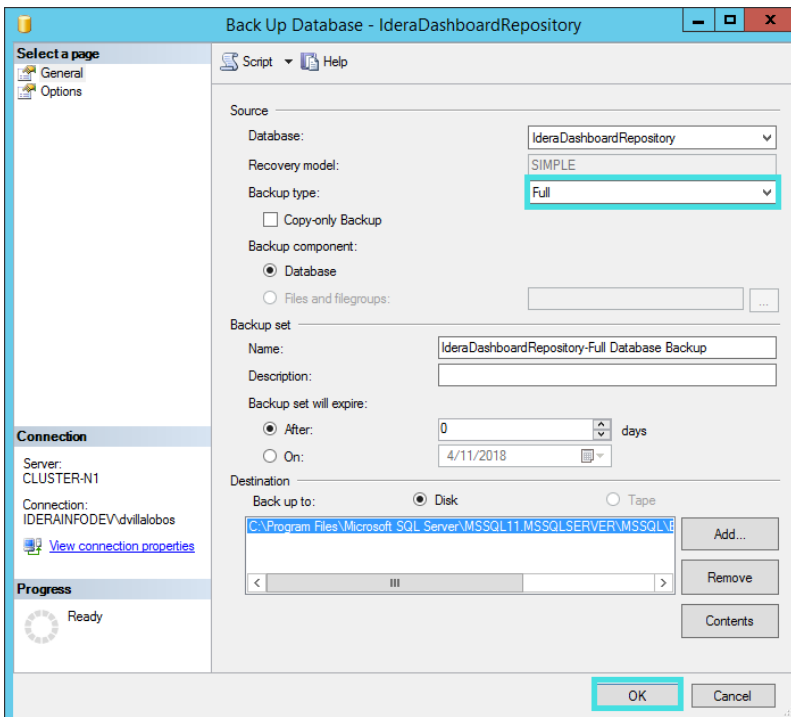 Back Up Database - IderaDashboardRepository
Select a page
General
Options
Script
Help
Source
Database:
IderaDashboardRepository
Recovery model:
SIMPLE
Backup type:
Full
Copy-only Backup
Backup component:
Database
Files and filegroups:
...
Backup set
Name:
IderaDashboardRepository-Full Database Backup
Description:
Backup set will expire:
After:
0
days
On:
4/11/2018
Destination
Back up to:
Disk
Tape
C:\Program Files\Microsoft SQL Server\MSSQL11.MSSQLSERVER\MSSQL\
Add...
Remove
Contents
Connection
Server:
CLUSTER-N1
Connection:
IDERAINFODEV\dvillalobos
View connection properties
Progress
Ready
OK
Cancel